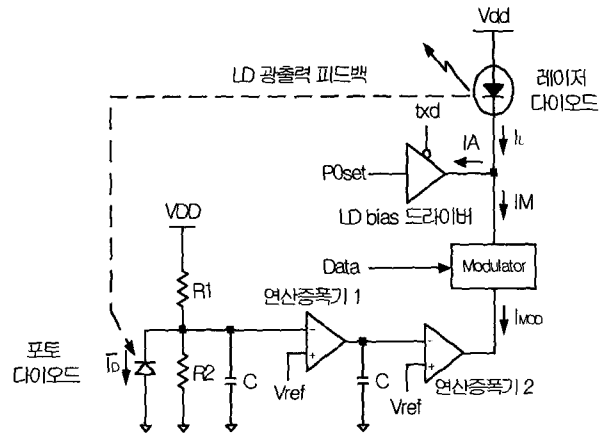 Vdd
LD 광출력 피드백
레이저
다이오드
txd
IA
IL
P0set
LD bias 드라이버
IM
VDD
Data
Modulator
R1
연산증폭기 1
IMOD
포토
다이오드
ID
R2
C
Vref
C
Vref
연산증폭기 2
- + - +